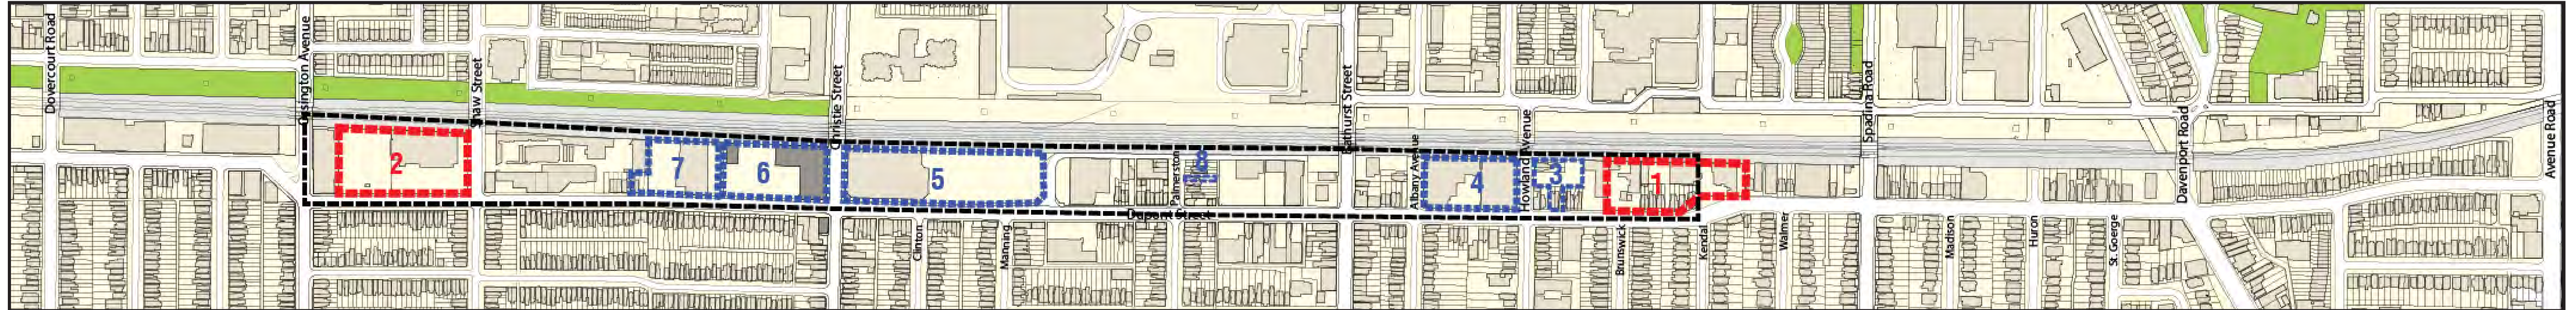 Dovercourt Road
Ossington Avenue
Shaw Street
Christie Street
Bathurst Street
Albany Avenue
Howland Avenue
Spadina Road
Davenport Road
Avenue Road
2
7
6
5
Palmerston
8
4
3
1
Dupont Street
Clinton
Manning
Brunswick
Kendal
Walmer
Madison
Huron
St. Goerge